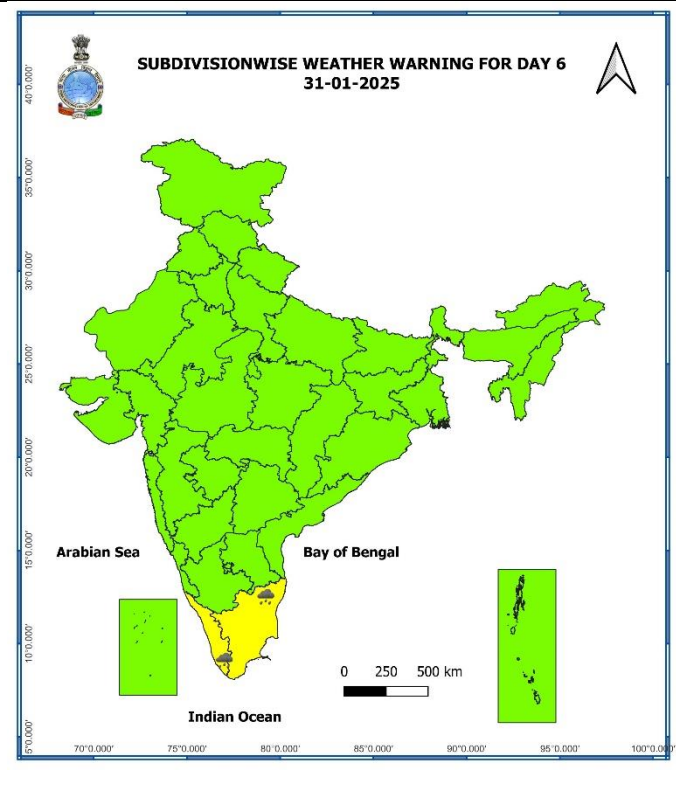 SUBDIVISIONWISE WEATHER WARNING FOR DAY 6
31-01-2025
40°0.000'
35°0.000'
30°0.000'
25°0.000'
20°0.000'
15°0.000'
10°0.000'
5°0.000'
Arabian Sea
Bay of Bengal
0 250 500 km
Indian Ocean
70°0.000' 75°0.000' 80°0.000' 85°0.000' 90°0.000' 95°0.000' 100°0.000'